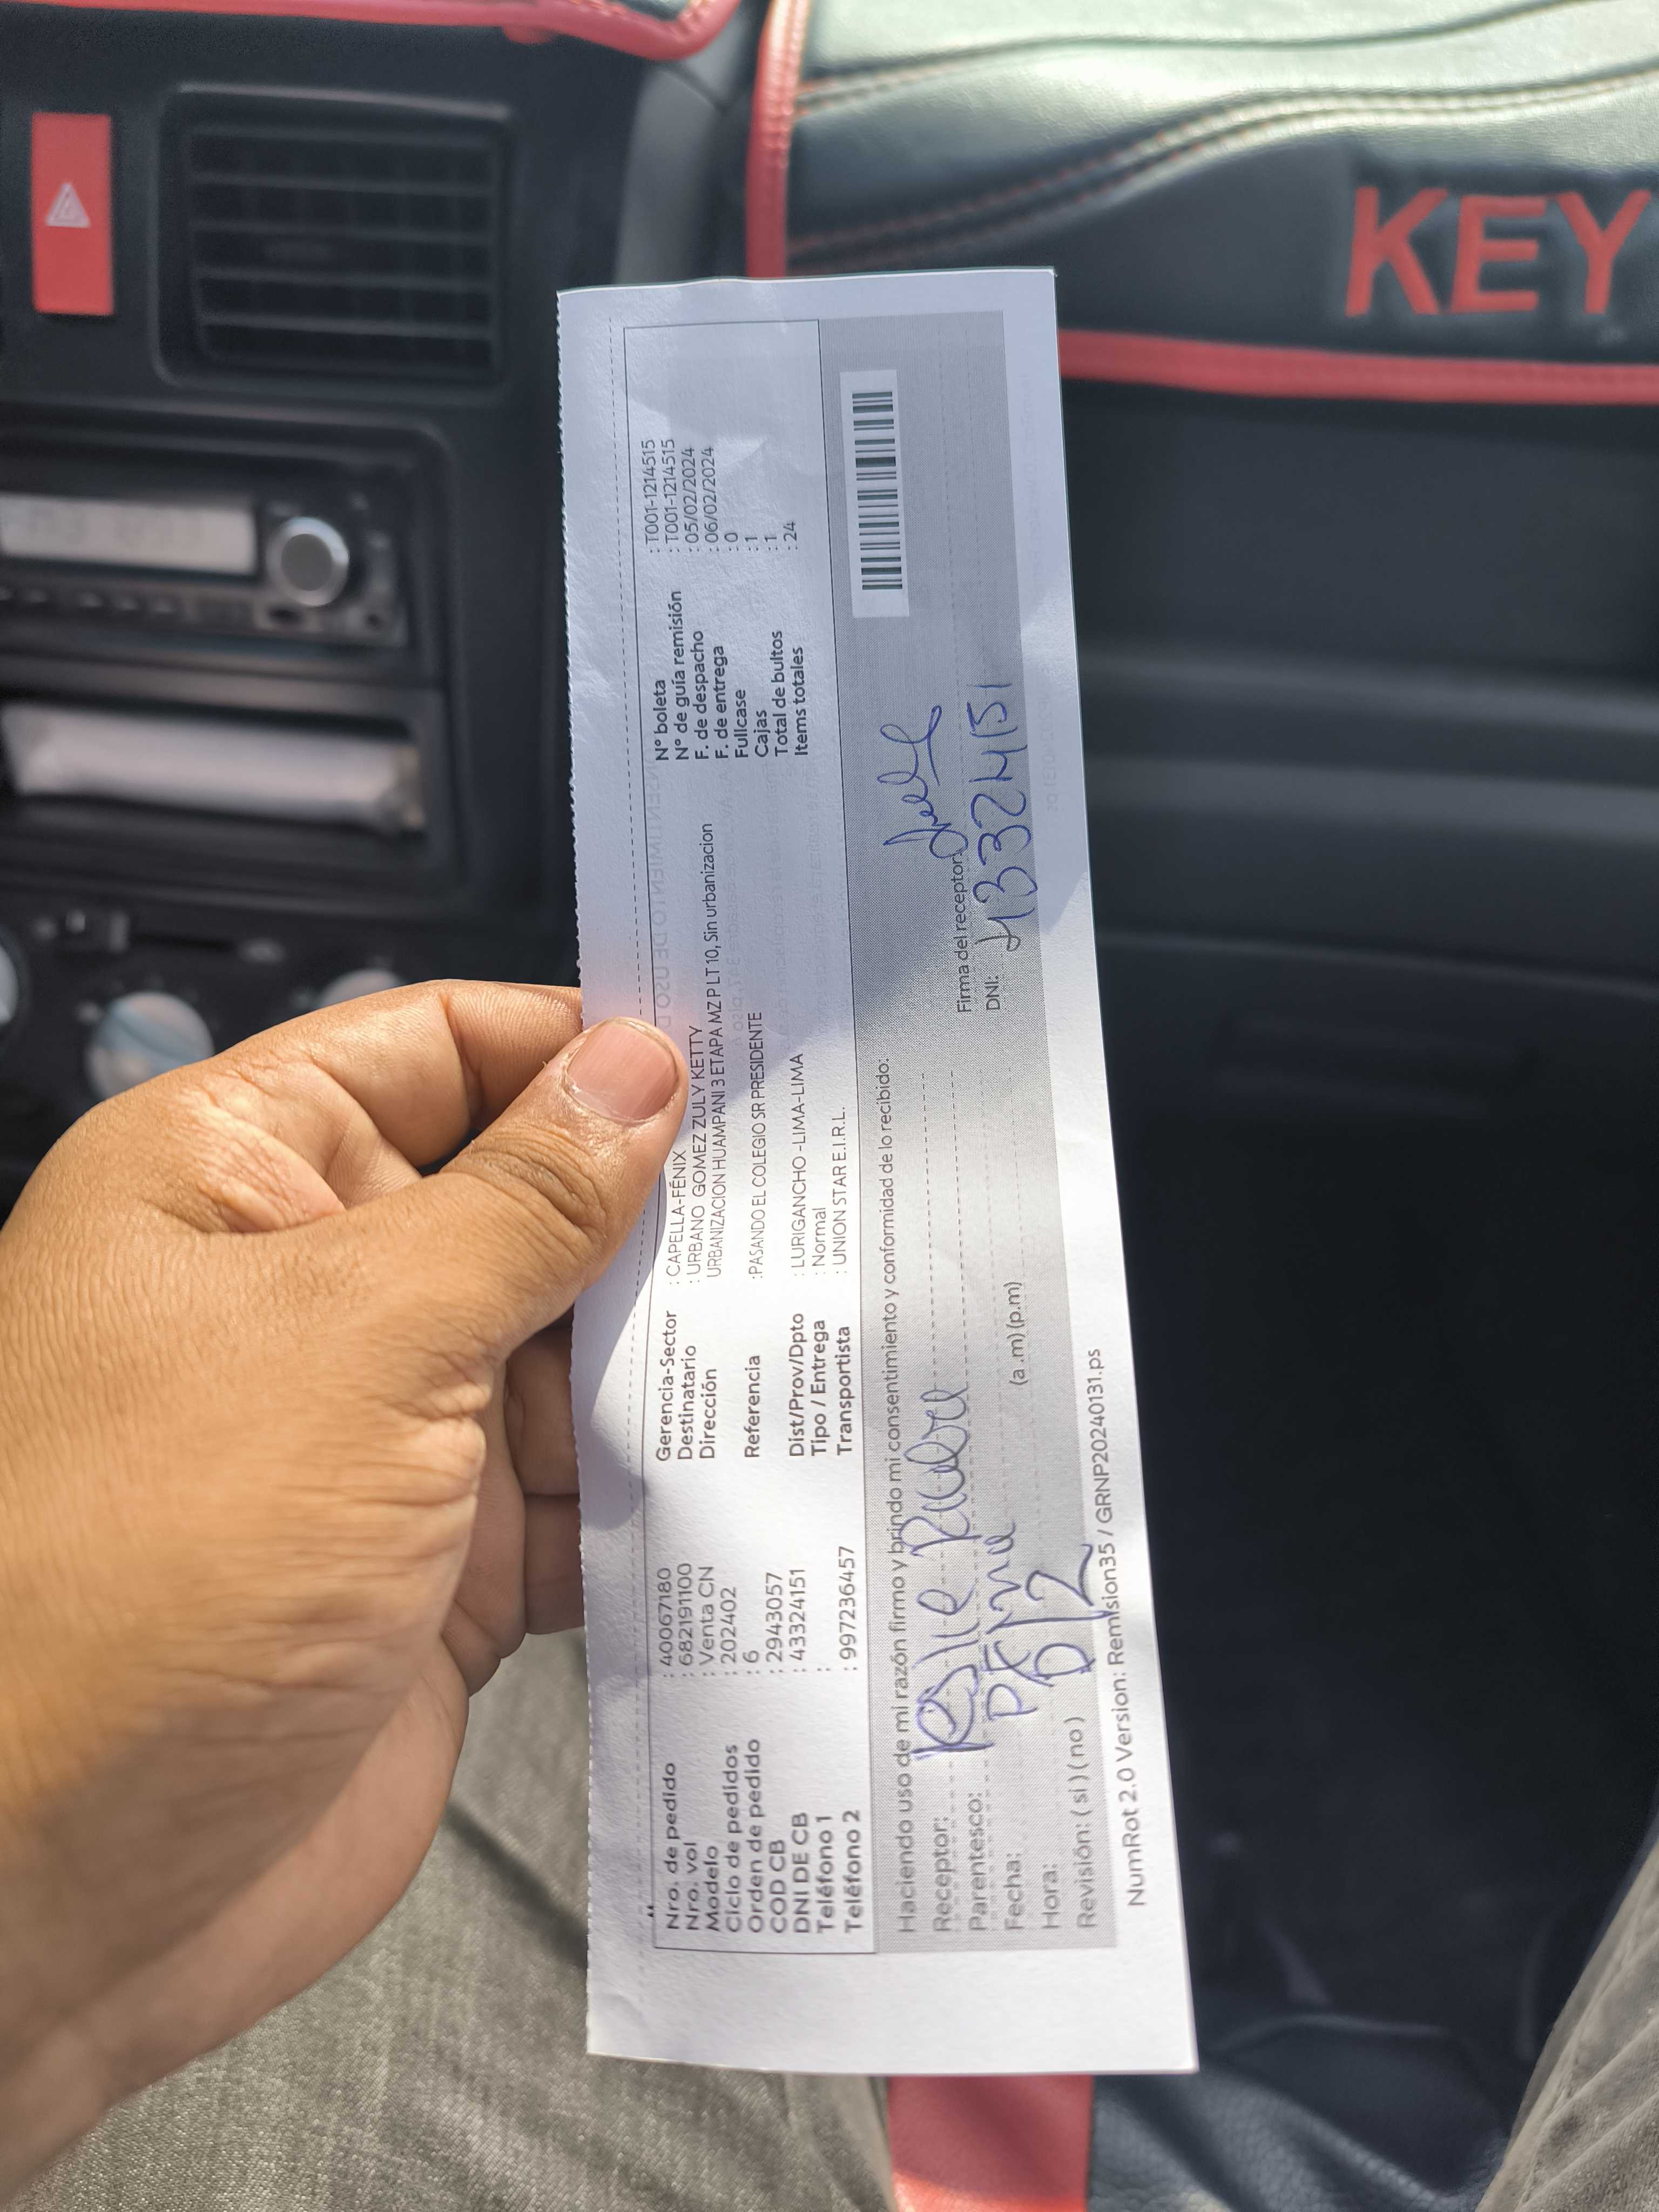 KEY
Nro. de pedido : 40067180
Nro. vol : 682191100
Modelo : Venta CN
Ciclo de pedidos : 202402
Orden de pedido : 6
COD CB : 2943057
DNI DE CB : 43324151
Teléfono 1 :
Teléfono 2 : 997236457
Gerencia-Sector : CAPELLA-FÉNIX
Destinatario : URBANO GOMEZ ZULY KETTY
Dirección URBANIZACION HUAMPANI 3 ETAPA MZ P LT 10, Sin urbanizacion
Referencia :PASANDO EL COLEGIO SR PRESIDENTE
Dist/Prov/Dpto : LURIGANCHO -LIMA-LIMA
Tipo / Entrega : Normal
Transportista : UNION STAR E.I.R.L.
N° boleta : T001-1214515
N° de guía remisión : T001-1214515
F. de despacho : 05/02/2024
F. de entrega : 06/02/2024
Fullcase : 0
Cajas : 1
Total de bultos : 1
Items totales : 24
Haciendo uso de mi razón firmo y brindo mi consentimiento y conformidad de lo recibido:
Receptor:
Parentesco:
Fecha:
Hora: (a.m) (p.m)
Revisión: ( si ) ( no )
Firma del receptor:
DNI: 43324151
NumRot 2.0 Version: Remision35 / GRNP20240131.ps